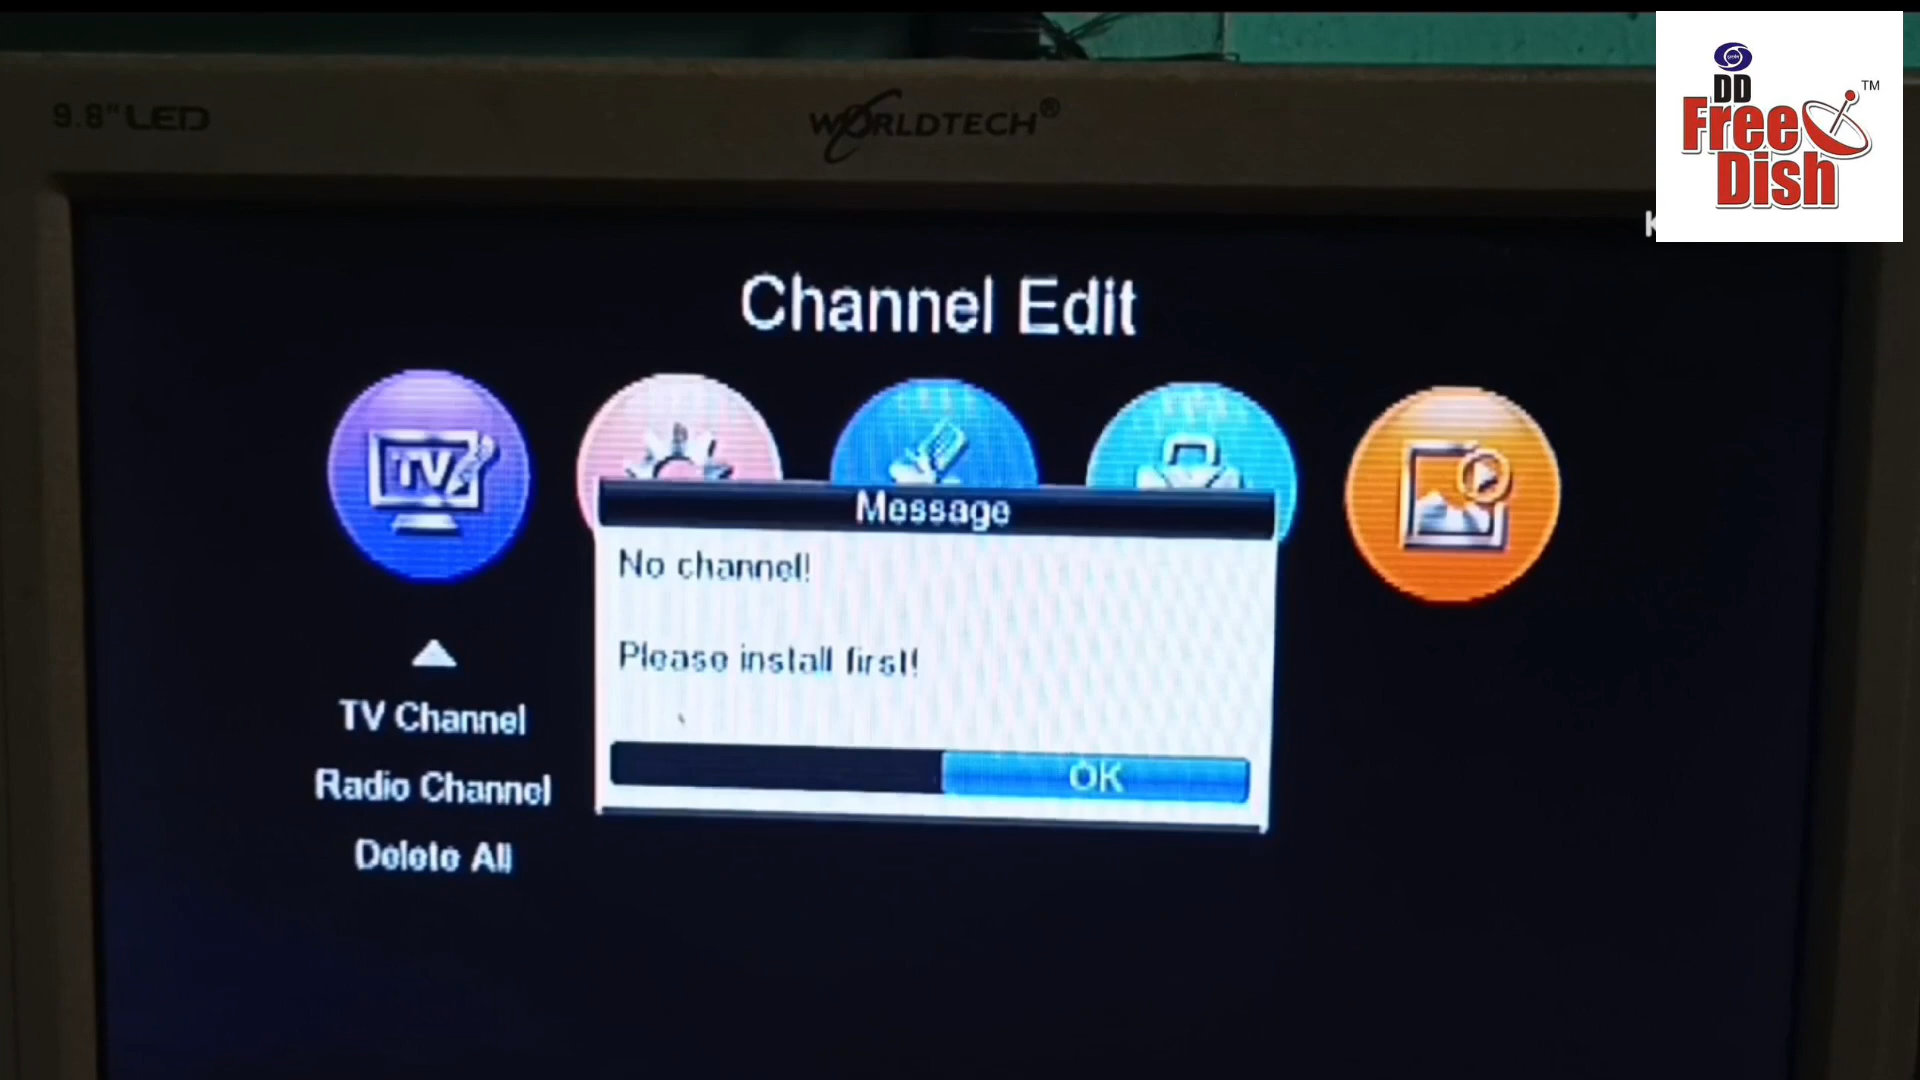 9.8" LED
WORLDTECH®
DD
Free
Dish
TM
Channel Edit
TV
Message
No channel!
Please install first!
OK
TV Channel
Radio Channel
Delete All